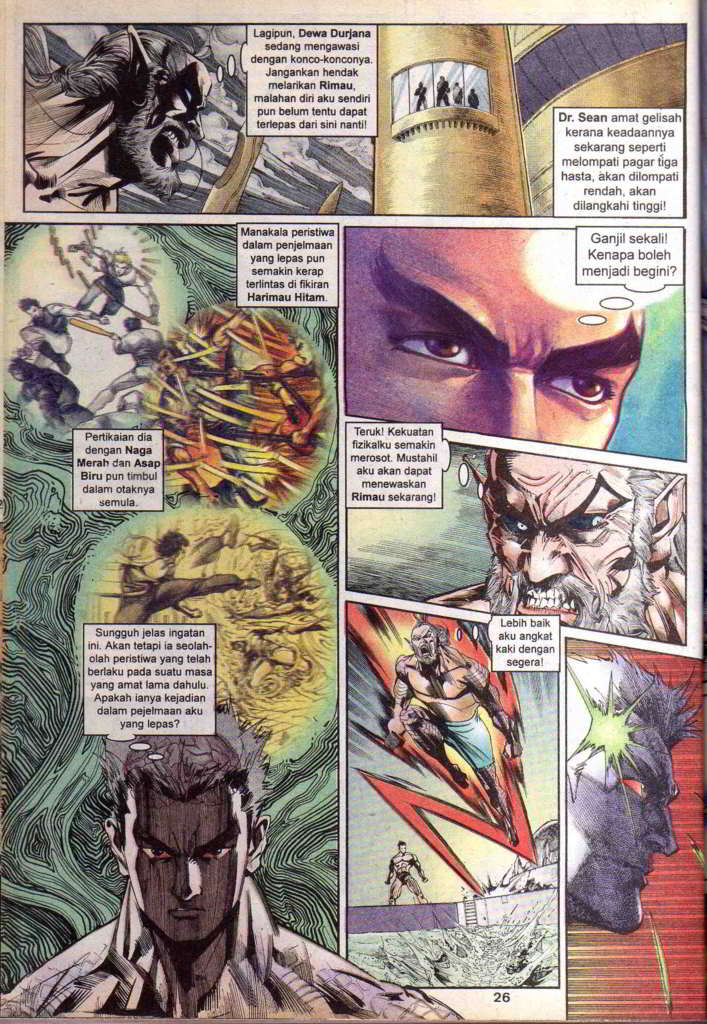 Lagipun, Dewa Durjana
sedang mengawasi
dengan konco-konconya.
Jangankan hendak
melarikan Rimau,
malahan diri aku sendiri
pun belum tentu dapat
terlepas dari sini nanti!
Dr. Sean amat gelisah
kerana keadaannya
sekarang seperti
melompati pagar tiga
hasta, akan dilompati
rendah, akan
dilangkahi tinggi!
Manakala peristiwa
dalam penjelmaan
yang lepas pun
semakin kerap
terlintas di fikiran
Harimau Hitam.
Pertikaian dia
dengan Naga
Merah dan Asap
Biru pun timbul
dalam otaknya
semula.
Sungguh jelas ingatan
ini. Akan tetapi ia seolah-
olah peristiwa yang telah
berlaku pada suatu masa
yang amat lama dahulu.
Apakah ianya kejadian
dalam pejelmaan aku
yang lepas?
Ganjil sekali!
Kenapa boleh
menjadi begini?
Teruk! Kekuatan
fizikalku semakin
merosot. Mustahil
aku akan dapat
menewaskan
Rimau sekarang!
Lebih baik
aku angkat
kaki dengan
segera!
26